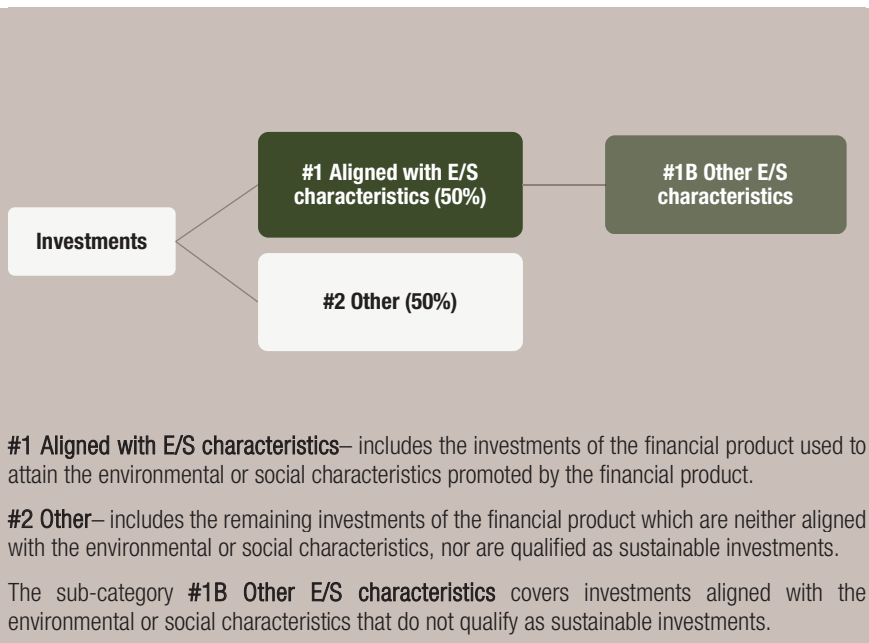 #1 Aligned with E/S
characteristics (50%)
#1B Other E/S
characteristics
Investments
#2 Other (50%)
#1 Aligned with E/S characteristics– includes the investments of the financial product used to
attain the environmental or social characteristics promoted by the financial product.
#2 Other– includes the remaining investments of the financial product which are neither aligned
with the environmental or social characteristics, nor are qualified as sustainable investments.
The sub-category #1B Other E/S characteristics covers investments aligned with the
environmental or social characteristics that do not qualify as sustainable investments.